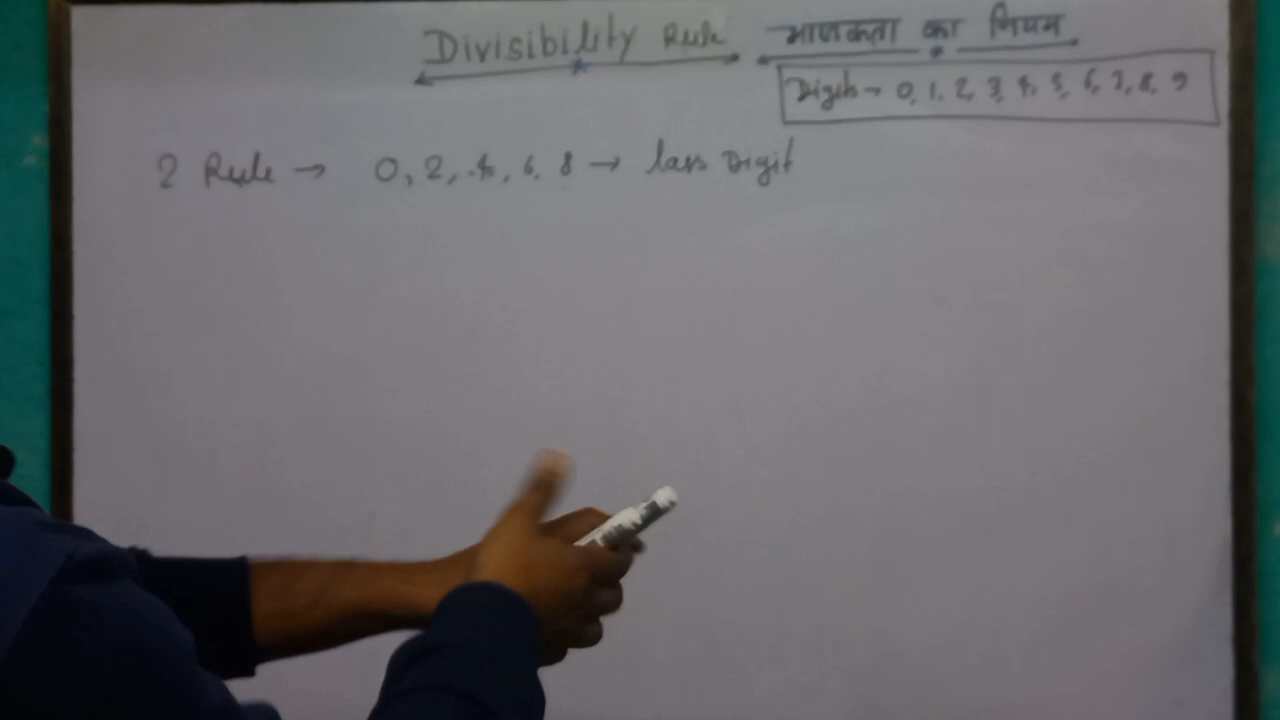 Divisibility Rule भाजकता का नियम
Digits → 0, 1, 2, 3, 4, 5, 6, 7, 8, 9
2 Rule → 0, 2, 4, 6, 8 → las Digit